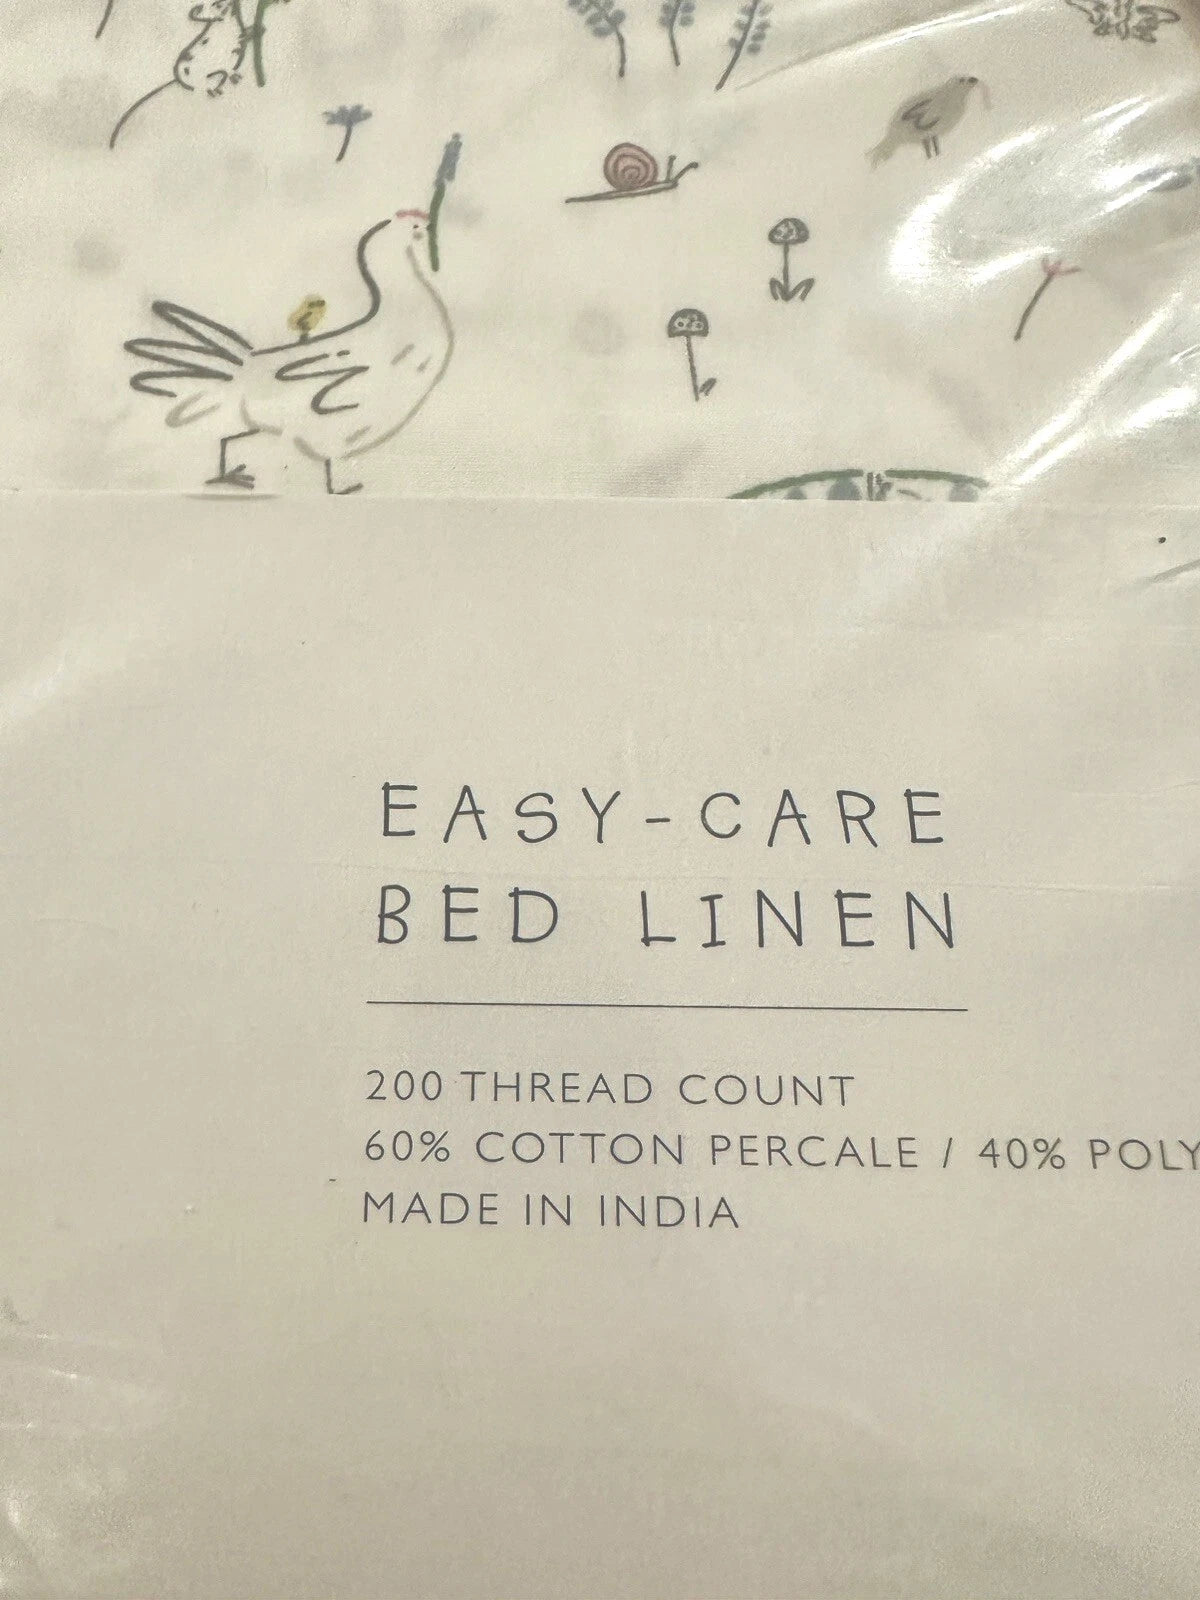 EASY-CARE
BED LINEN
200 THREAD COUNT
60% COTTON PERCALE / 40% POLY
MADE IN INDIA